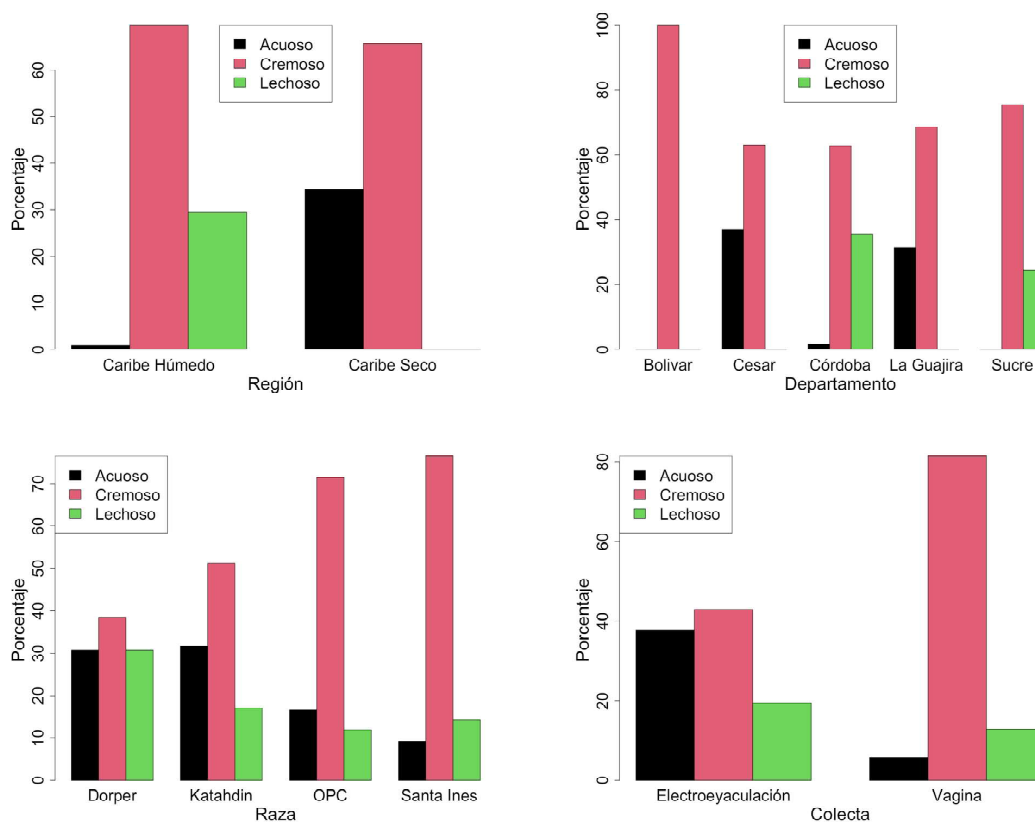 Acuoso
Cremoso
Lechoso
Porcentaje
0
10
20
30
40
50
60
Caribe Húmedo
Caribe Seco
Región
Acuoso
Cremoso
Lechoso
Porcentaje
0
20
40
60
80
100
Bolivar
Cesar
Córdoba
La Guajira
Sucre
Departamento
Acuoso
Cremoso
Lechoso
Porcentaje
0
10
20
30
40
50
60
70
Dorper
Katahdin
OPC
Santa Ines
Raza
Acuoso
Cremoso
Lechoso
Porcentaje
0
20
40
60
80
Electroeyaculación
Vagina
Colecta